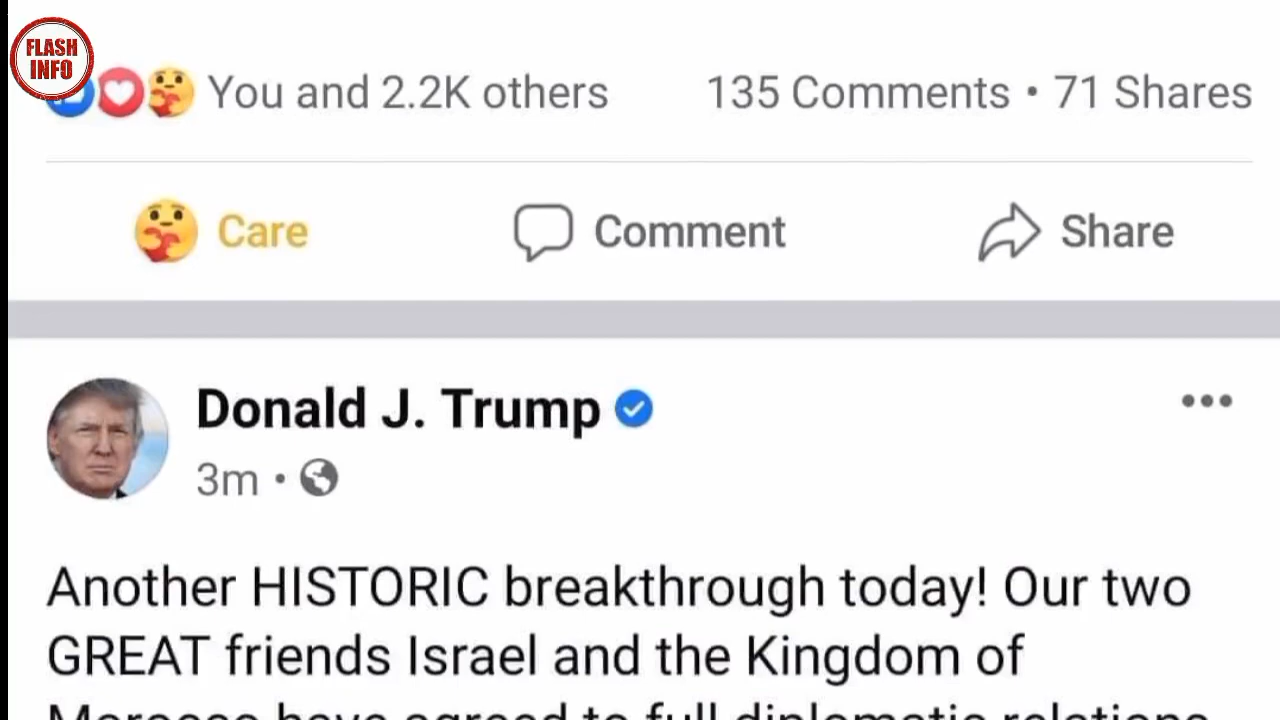 FLASH
INFO
You and 2.2K others 135 Comments • 71 Shares
Care Comment Share
Donald J. Trump
3m •
Another HISTORIC breakthrough today! Our two
GREAT friends Israel and the Kingdom of
Morocco have agreed to full diplomatic relations